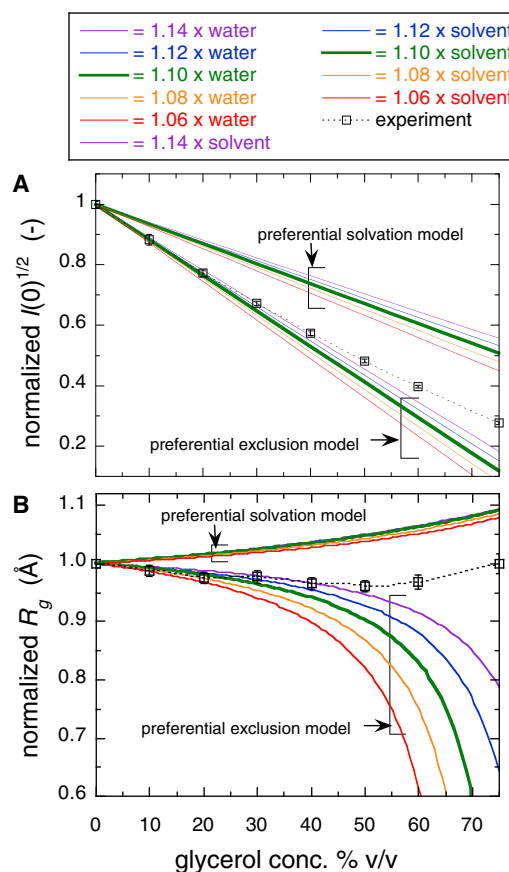 = 1.14 x water
= 1.12 x water
= 1.10 x water
= 1.08 x water
= 1.06 x water
= 1.14 x solvent
= 1.12 x solvent
= 1.10 x solvent
= 1.08 x solvent
= 1.06 x solvent
experiment
A
normalized I(0)^1/2 (-)
1
0.8
0.6
0.4
0.2
preferential solvation model
preferential exclusion model
B
normalized R_g (Å)
1.1
1.0
0.9
0.8
0.7
0.6
preferential solvation model
preferential exclusion model
0 10 20 30 40 50 60 70
glycerol conc. % v/v